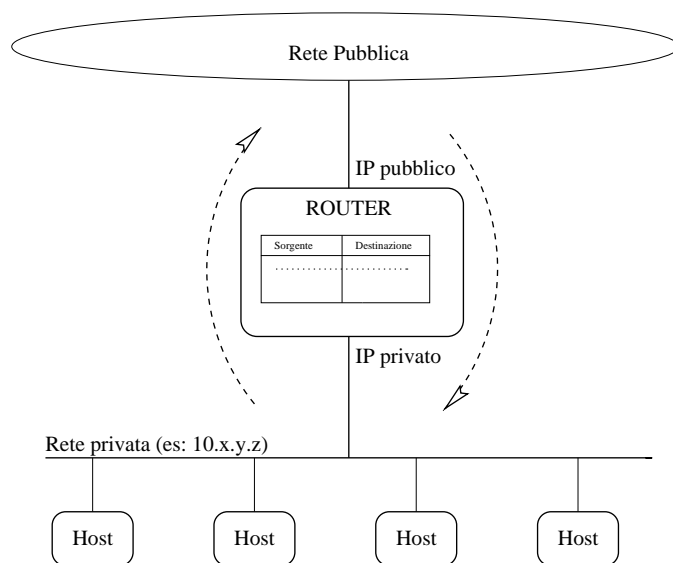 Rete Pubblica
IP pubblico
ROUTER
Sorgente Destinazione
IP privato
Rete privata (es: 10.x.y.z)
Host Host Host Host